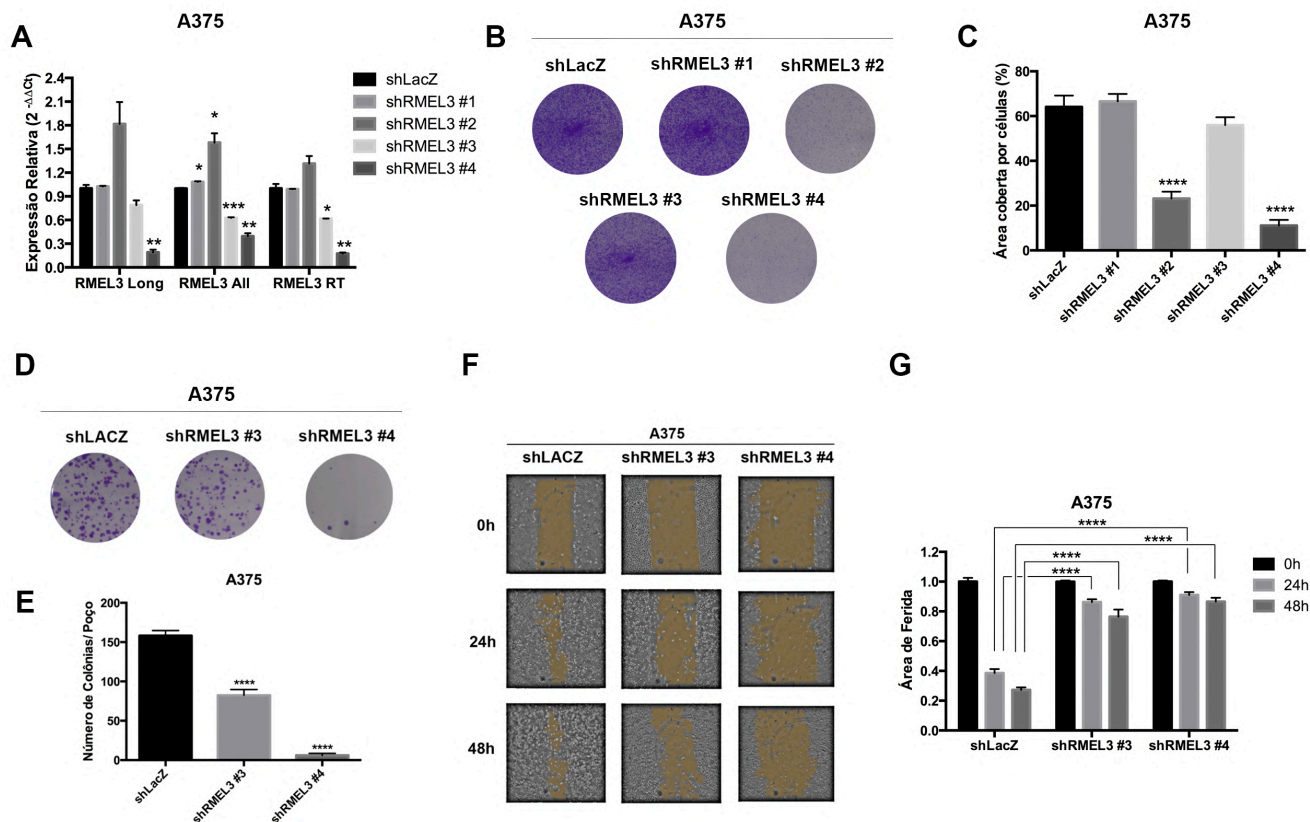 A
A375
Expressão Relativa (2 -ΔΔCt)
2.4
2.1
1.8
1.5
1.2
0.9
0.6
0.3
0.0
**
*
*
***
**
*
**
RMEL3 Long
RMEL3 All
RMEL3 RT
shLacZ
shRMEL3 #1
shRMEL3 #2
shRMEL3 #3
shRMEL3 #4
B
A375
shLacZ
shRMEL3 #1
shRMEL3 #2
shRMEL3 #3
shRMEL3 #4
C
A375
Área coberta por células (%)
80
60
40
20
0
****
****
shLacZ
shRMEL3 #1
shRMEL3 #2
shRMEL3 #3
shRMEL3 #4
D
A375
shLACZ
shRMEL3 #3
shRMEL3 #4
E
A375
Número de Colônias/ Poço
200
150
100
50
0
****
****
shLacZ
shRMEL3 #3
shRMEL3 #4
F
A375
shLACZ
shRMEL3 #3
shRMEL3 #4
0h
24h
48h
G
A375
Área de Ferida
1.2
1.0
0.8
0.6
0.4
0.2
0.0
****
****
****
****
shLacZ
shRMEL3 #3
shRMEL3 #4
0h
24h
48h